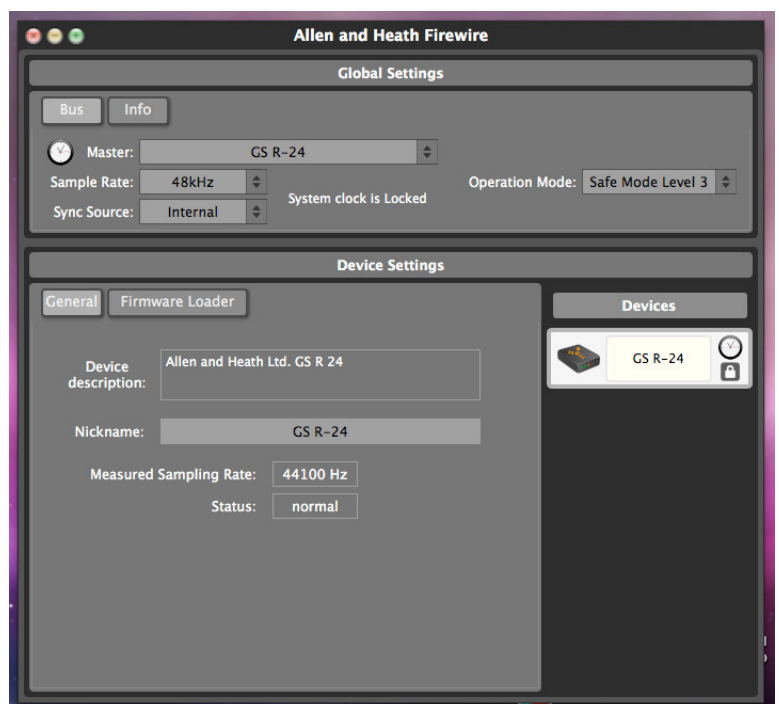 Allen and Heath Firewire
Global Settings
Bus Info
Master: GS R-24
Sample Rate: 48kHz
System clock is Locked
Operation Mode: Safe Mode Level 3
Sync Source: Internal
Device Settings
General Firmware Loader
Devices
GS R-24
Device
description:
Allen and Heath Ltd. GS R 24
Nickname: GS R-24
Measured Sampling Rate: 44100 Hz
Status: normal